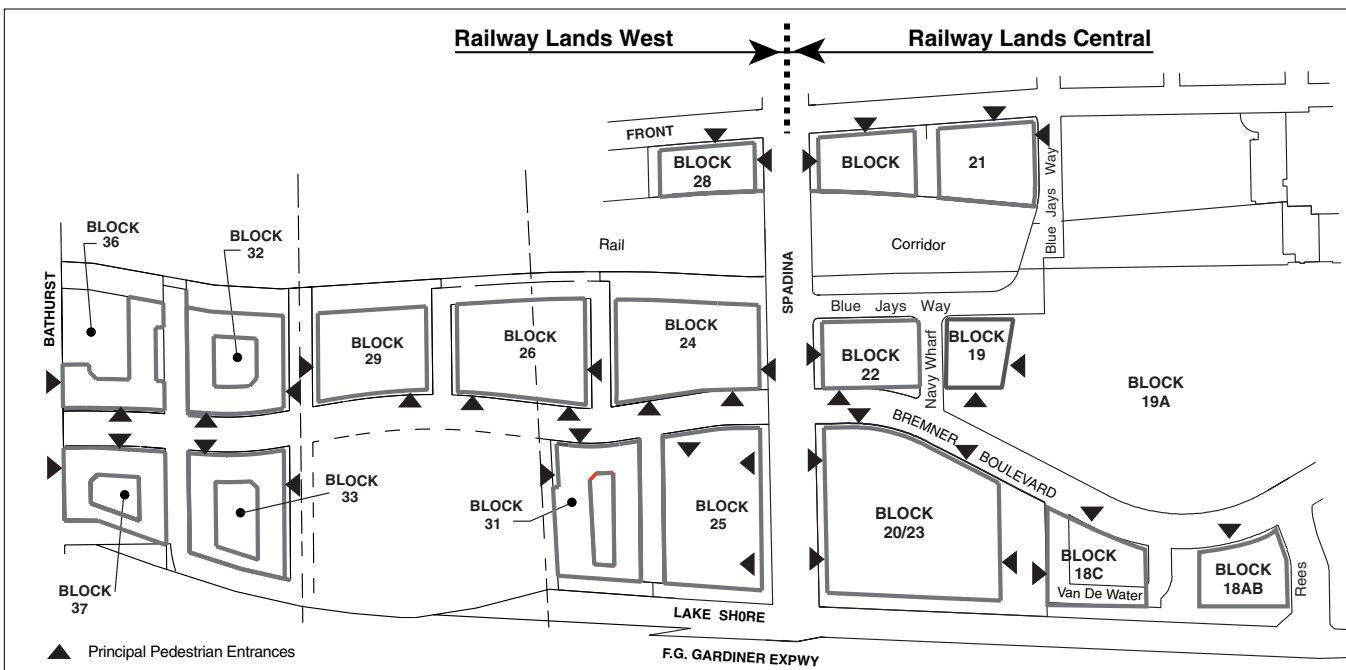 Railway Lands West
Railway Lands Central
FRONT
BLOCK
28
BLOCK
21
Blue Jays Way
BLOCK
36
BLOCK
32
Rail
Corridor
BATHURST
SPADINA
Blue Jays Way
BLOCK
29
BLOCK
26
BLOCK
24
BLOCK
22
Navy Wharf
BLOCK
19
BLOCK
19A
BREMNER BOULEVARD
BLOCK
33
BLOCK
31
BLOCK
25
BLOCK
20/23
BLOCK
18C
Van De Water
BLOCK
18AB
Rees
BLOCK
37
LAKE SH0RE
Principal Pedestrian Entrances
F.G. GARDINER EXPWY